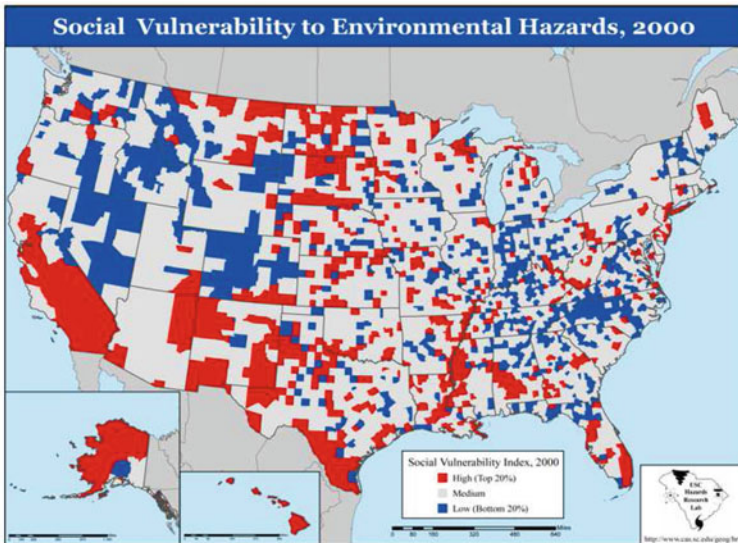 Social Vulnerability to Environmental Hazards, 2000
Social Vulnerability Index, 2000
High (Top 20%)
Medium
Low (Bottom 20%)
Miles
USC
Hazards
Research
Lab